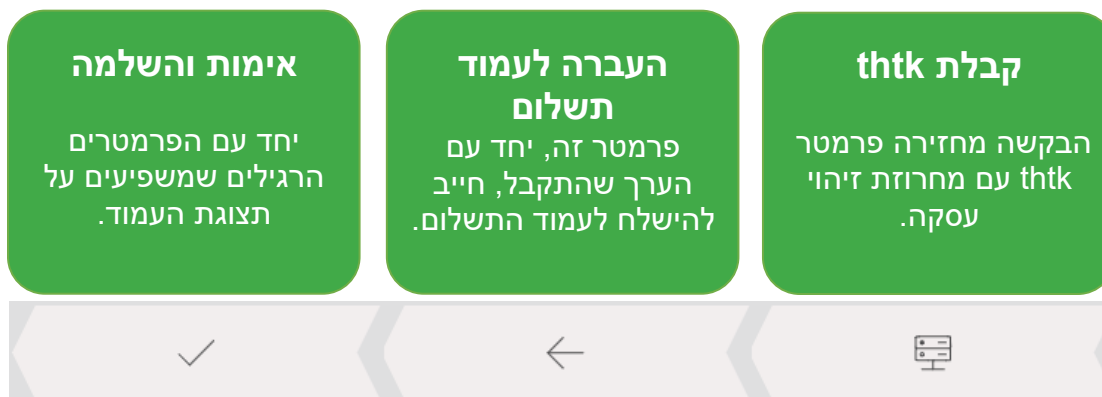 קבלת thtk
הבקשה מחזירה פרמטר
thtk עם מחרוזת זיהוי
עסקה.
העברה לעמוד
תשלום
פרמטר זה, יחד עם
הערך שהתקבל, חייב
להישלח לעמוד התשלום.
אימות והשלמה
יחד עם הפרמטרים
הרגילים שמשפיעים על
תצוגת העמוד.